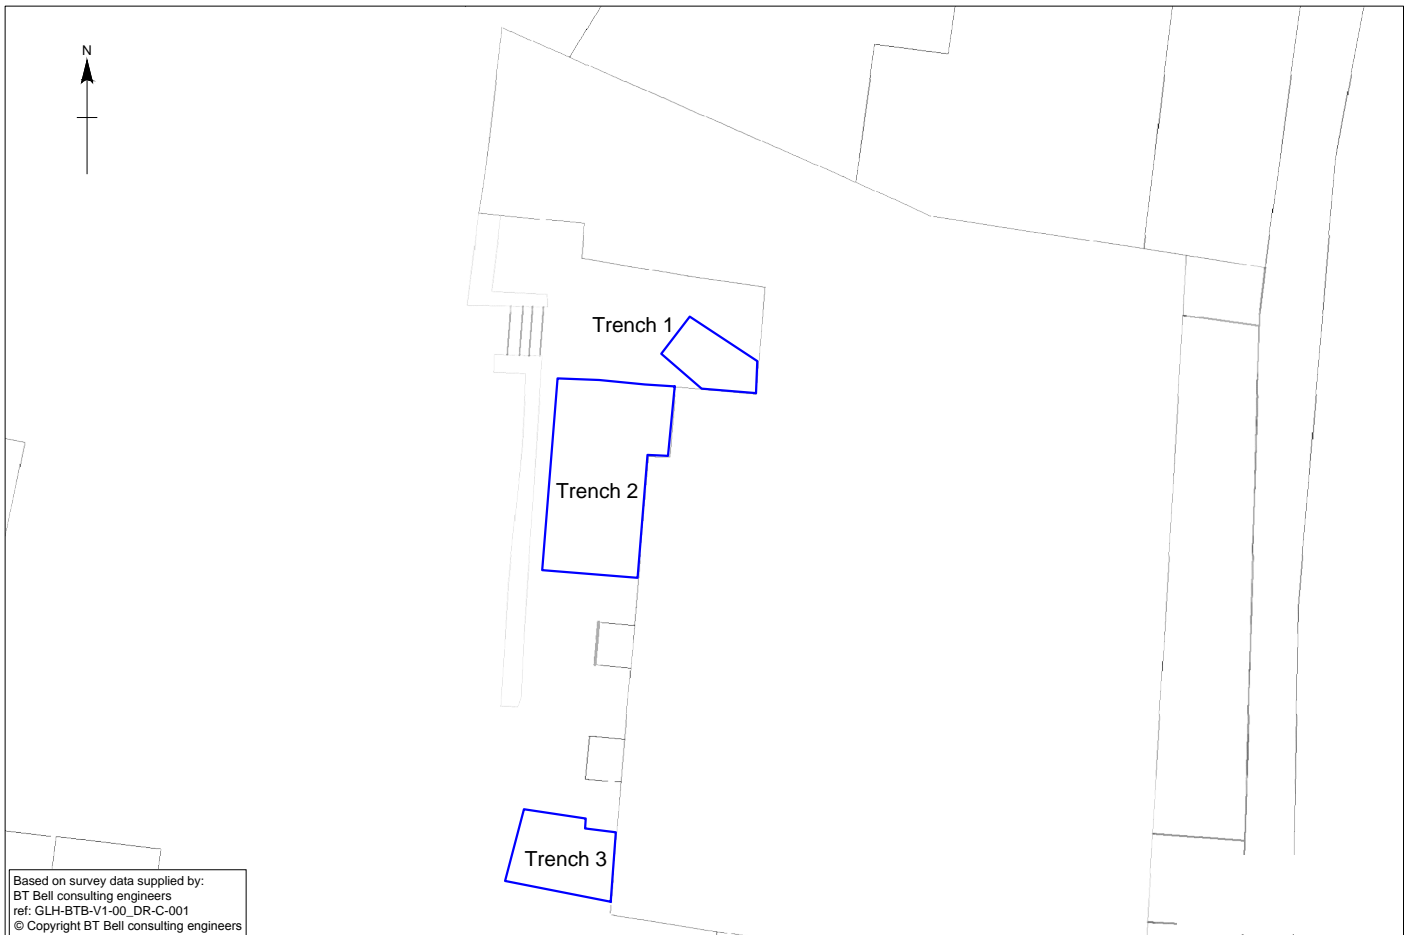 N
Trench 1
Trench 2
Trench 3
Based on survey data supplied by:
BT Bell consulting engineers
ref: GLH-BTB-V1-00_DR-C-001
© Copyright BT Bell consulting engineers